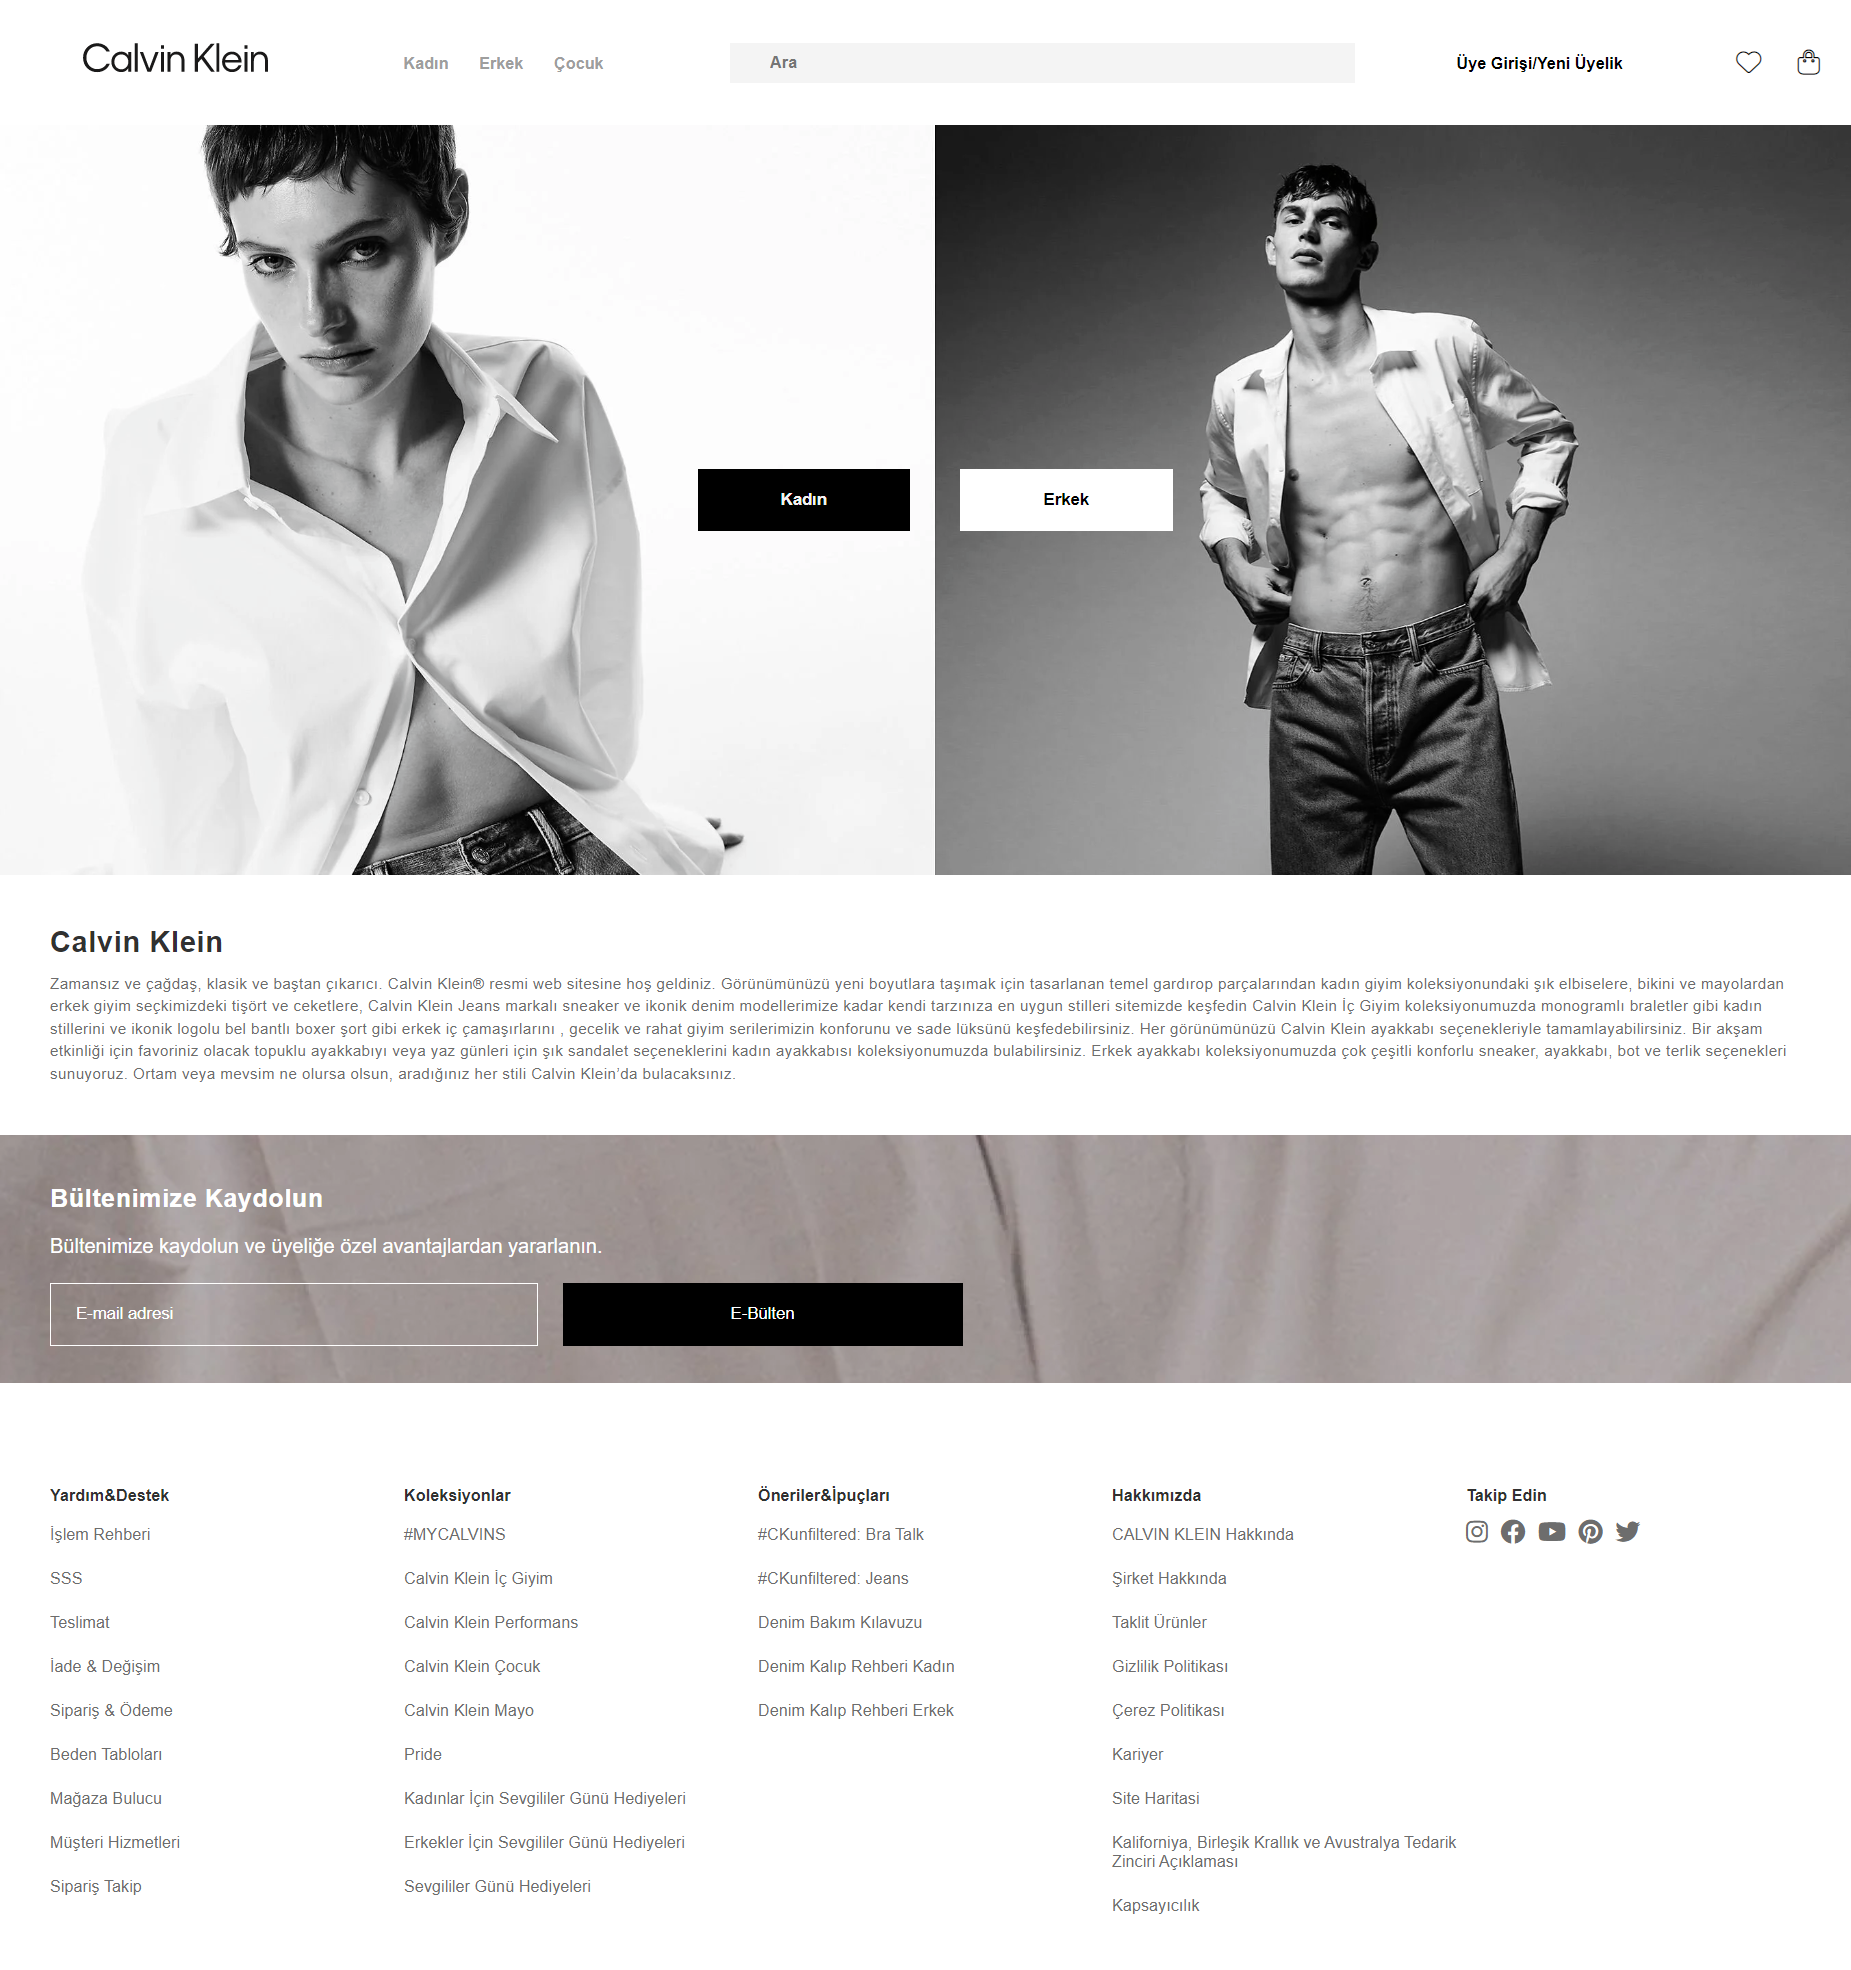 Calvin Klein
Kadın
Erkek
Çocuk
Ara
Üye Girişi/Yeni Üyelik
Kadın
Erkek
Calvin Klein
Zamansız ve çağdaş, klasik ve baştan çıkarıcı. Calvin Klein® resmi web sitesine hoş geldiniz. Görünümünüzü yeni boyutlara taşımak için tasarlanan temel gardırop parçalarından kadın giyim koleksiyonundaki şık elbiselere, bikini ve mayolardan
erkek giyim seçkimizdeki tişört ve ceketlere, Calvin Klein Jeans markalı sneaker ve ikonik denim modellerimize kadar kendi tarzınıza en uygun stilleri sitemizde keşfedin Calvin Klein İç Giyim koleksiyonumuzda monogramlı braletler gibi kadın
stillerini ve ikonik logolu bel bantlı boxer şort gibi erkek iç çamaşırlarını , gecelik ve rahat giyim serilerimizin konforunu ve sade lüksünü keşfedebilirsiniz. Her görünümünüzü Calvin Klein ayakkabı seçenekleriyle tamamlayabilirsiniz. Bir akşam
etkinliği için favoriniz olacak topuklu ayakkabıyı veya yaz günleri için şık sandalet seçeneklerini kadın ayakkabısı koleksiyonumuzda bulabilirsiniz. Erkek ayakkabı koleksiyonumuzda çok çeşitli konforlu sneaker, ayakkabı, bot ve terlik seçenekleri
sunuyoruz. Ortam veya mevsim ne olursa olsun, aradığınız her stili Calvin Klein’da bulacaksınız.
Bültenimize Kaydolun
Bültenimize kaydolun ve üyeliğe özel avantajlardan yararlanın.
E-mail adresi
E-Bülten
Yardım&Destek
İşlem Rehberi
SSS
Teslimat
İade & Değişim
Sipariş & Ödeme
Beden Tabloları
Mağaza Bulucu
Müşteri Hizmetleri
Sipariş Takip
Koleksiyonlar
#MYCALVINS
Calvin Klein İç Giyim
Calvin Klein Performans
Calvin Klein Çocuk
Calvin Klein Mayo
Pride
Kadınlar İçin Sevgililer Günü Hediyeleri
Erkekler İçin Sevgililer Günü Hediyeleri
Sevgililer Günü Hediyeleri
Öneriler&İpuçları
#CKunfiltered: Bra Talk
#CKunfiltered: Jeans
Denim Bakım Kılavuzu
Denim Kalıp Rehberi Kadın
Denim Kalıp Rehberi Erkek
Hakkımızda
CALVIN KLEIN Hakkında
Şirket Hakkında
Taklit Ürünler
Gizlilik Politikası
Çerez Politikası
Kariyer
Site Haritasi
Kaliforniya, Birleşik Krallık ve Avustralya Tedarik
Zinciri Açıklaması
Kapsayıcılık
Takip Edin